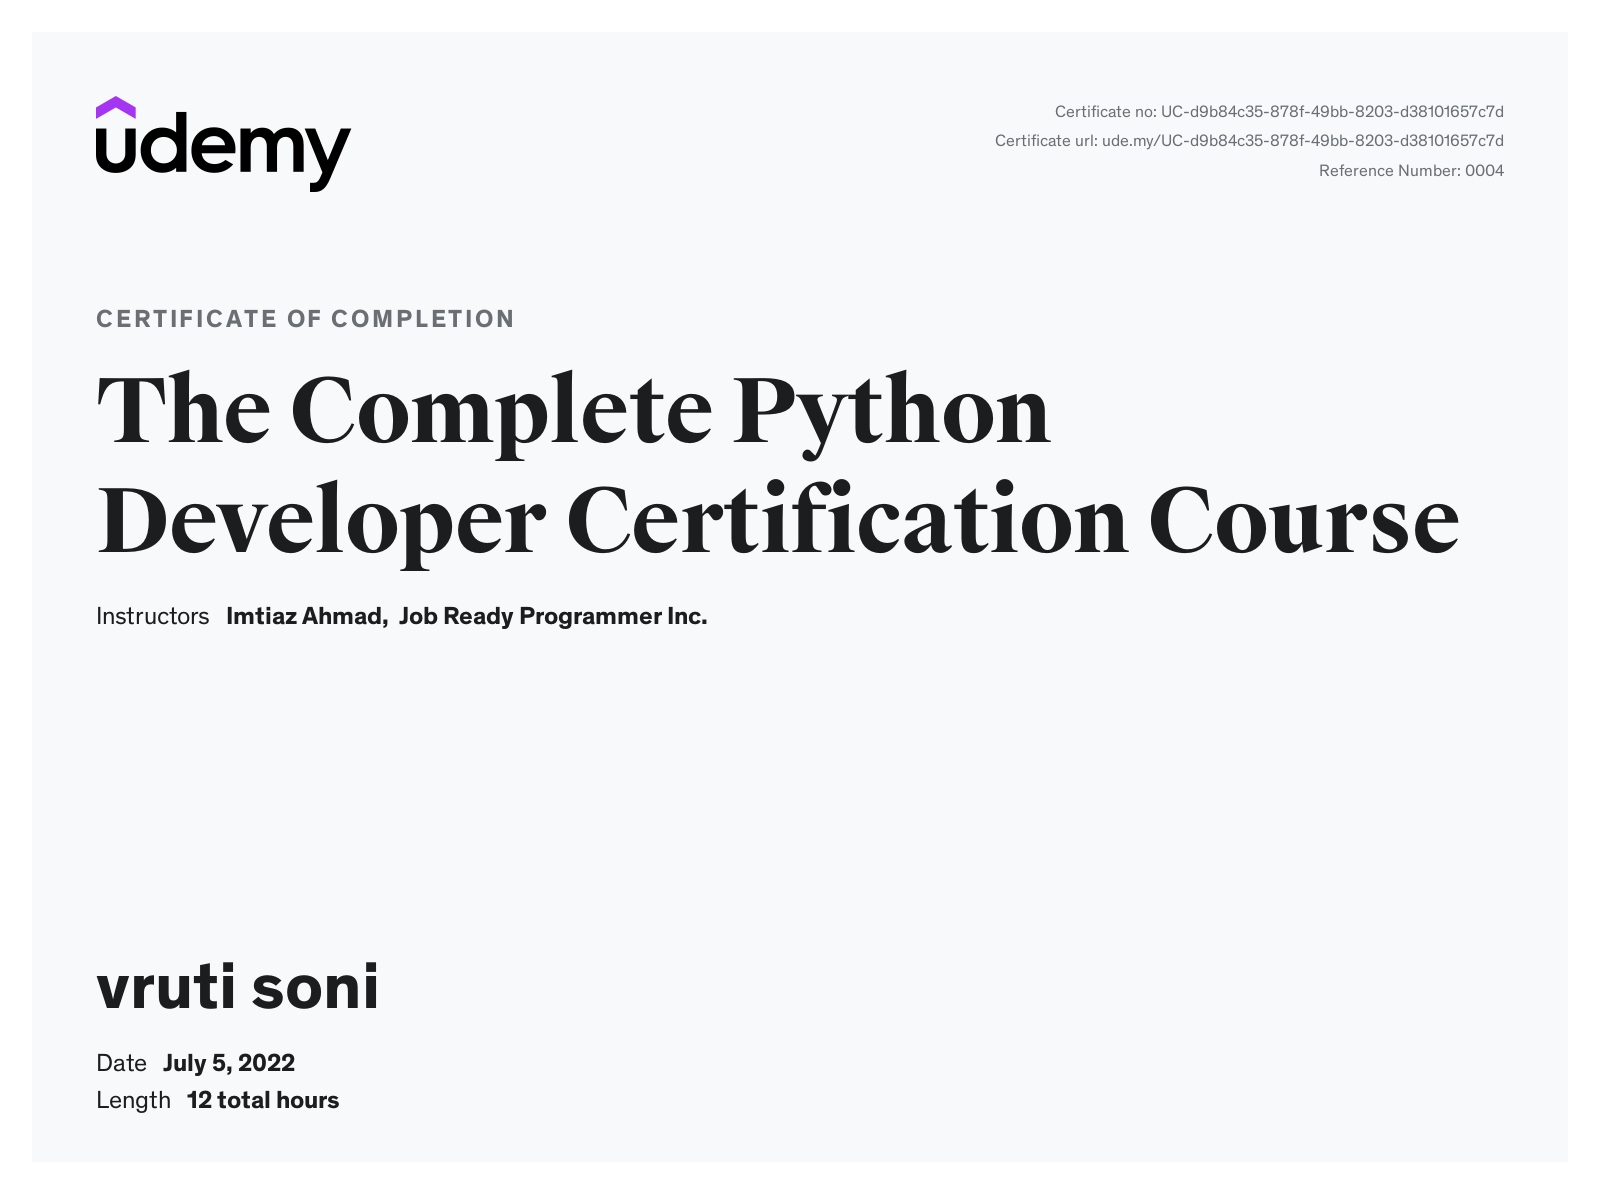 udemy
Certificate no: UC-d9b84c35-878f-49bb-8203-d38101657c7d
Certificate url: ude.my/UC-d9b84c35-878f-49bb-8203-d38101657c7d
Reference Number: 0004
CERTIFICATE OF COMPLETION
The Complete Python
Developer Certification Course
Instructors Imtiaz Ahmad, Job Ready Programmer Inc.
vruti soni
Date July 5, 2022
Length 12 total hours